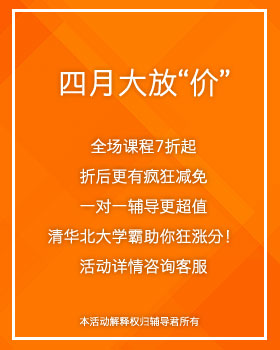 四月大放“价”
全场课程7折起
折后更有疯狂减免
一对一辅导更超值
清华北大学霸助你狂涨分！
活动详情咨询客服
本活动解释权归辅导君所有